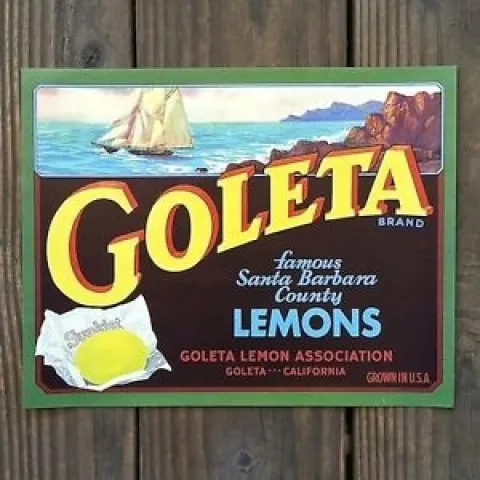 GOLETA
BRAND
famous
Santa Barbara
County
LEMONS
Sunkist
GOLETA LEMON ASSOCIATION
GOLETA··· CALIFORNIA
GROWN IN U.S.A.